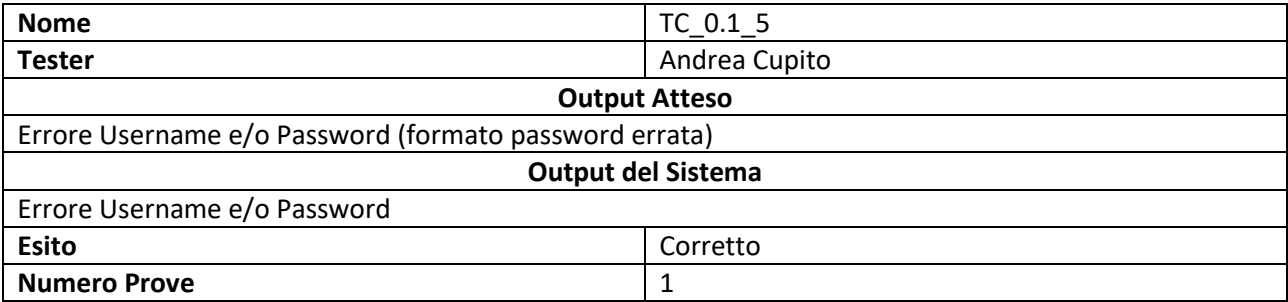 Nome TC_0.1_5
Tester Andrea Cupito
Output Atteso
Errore Username e/o Password (formato password errata)
Output del Sistema
Errore Username e/o Password
Esito Corretto
Numero Prove 1